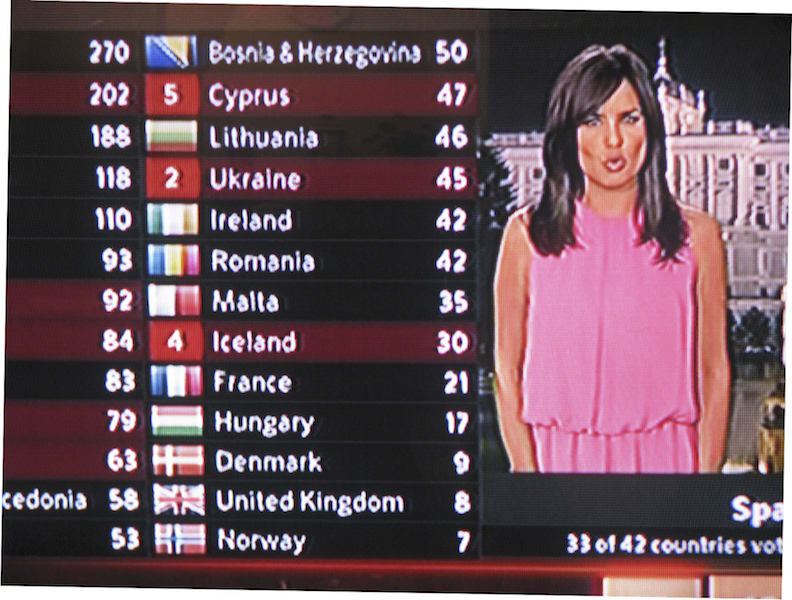 270 Bosnia & Herzegovina 50
202 5 Cyprus 47
188 Lithuania 46
118 2 Ukraine 45
110 Ireland 42
93 Romania 42
92 Malta 35
84 4 Iceland 30
83 France 21
79 Hungary 17
63 Denmark 9
cedonia 58 United Kingdom 8
53 Norway 7
Spa
33 of 42 countries vot